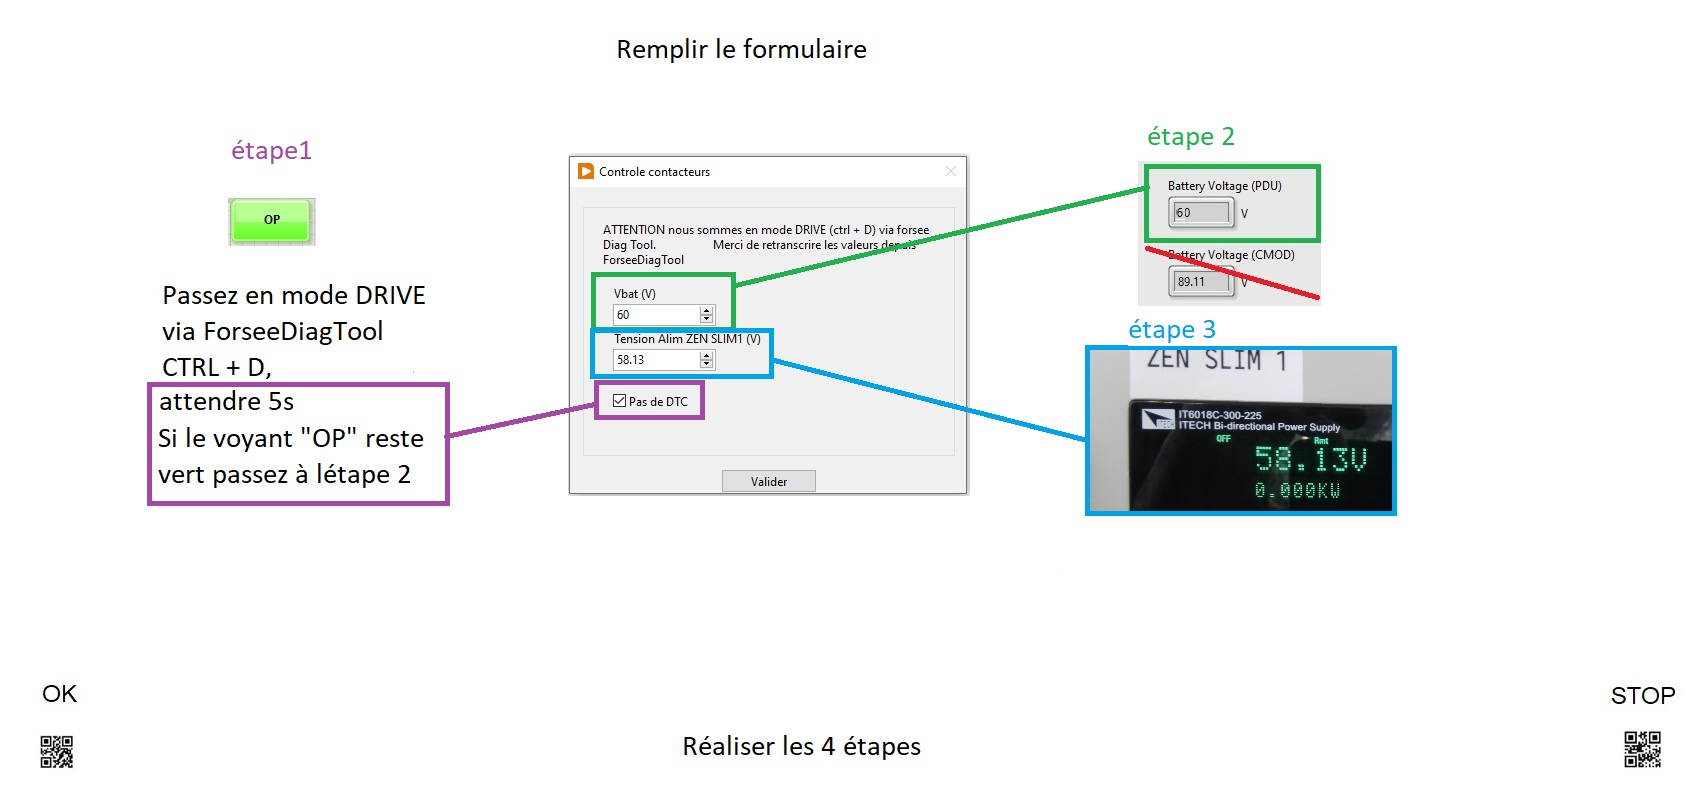 Remplir le formulaire
étape1
OP
Passez en mode DRIVE
via ForseeDiagTool
CTRL + D,
attendre 5s
Si le voyant "OP" reste
vert passez à létape 2
Controle contacteurs
ATTENTION nous sommes en mode DRIVE (ctrl + D) via forsee
Diag Tool. Merci de retranscrire les valeurs depuis
ForseeDiagTool
Vbat (V)
60
Tension Alim ZEN SLIM1 (V)
58.13
Pas de DTC
Valider
étape 2
Battery Voltage (PDU)
60 V
Battery Voltage (CMOD)
89.11 V
étape 3
ZEN SLIM 1
ITECH
IT6018C-300-225
ITECH Bi-directional Power Supply
OFF Rmt
58.13V
0.000KW
OK
STOP
Réaliser les 4 étapes